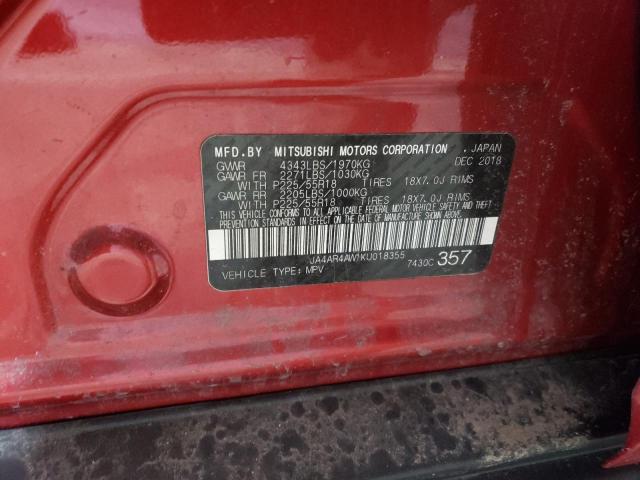 MFD.BY MITSUBISHI MOTORS CORPORATION , JAPAN
GVWR 4343LBS/1970KG DEC 2018
GAWR FR 2271LBS/1030KG
WITH P225/55R18 TIRES 18X7.0J RIMS
GAWR RR 2205LBS/1000KG
WITH P225/55R18 TIRES 18X7.0J RIMS
THIS VEHICLE CONFORMS TO ALL APPLICABLE FEDERAL MOTOR VEHICLE SAFETY AND THEFT
PREVENTION STANDARDS IN EFFECT ON THE DATE OF MANUFACTURE SHOWN ABOVE.
JA4AR4AW1KU018355
VEHICLE TYPE: MPV 7430C 357